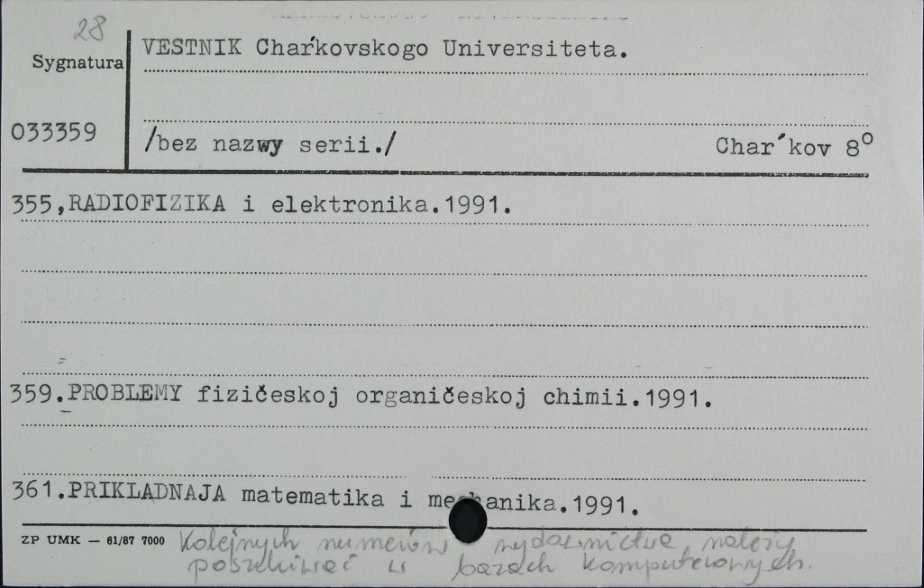 28
Sygnatura
VESTNIK Char´kovskogo Universiteta.
033359
/bez nazwy serii./ Char´kov 8°
355,RADIOFIZIKA i elektronika.1991.
359.PROBLEMY fizičeskoj organičeskoj chimii.1991.
361.PRIKLADNAJA matematika i mechanika.1991.
ZP UMK — 61/87 7000 Kolejnych numerów wydawnictwa należy
poszukiwać w bazach komputerowych.